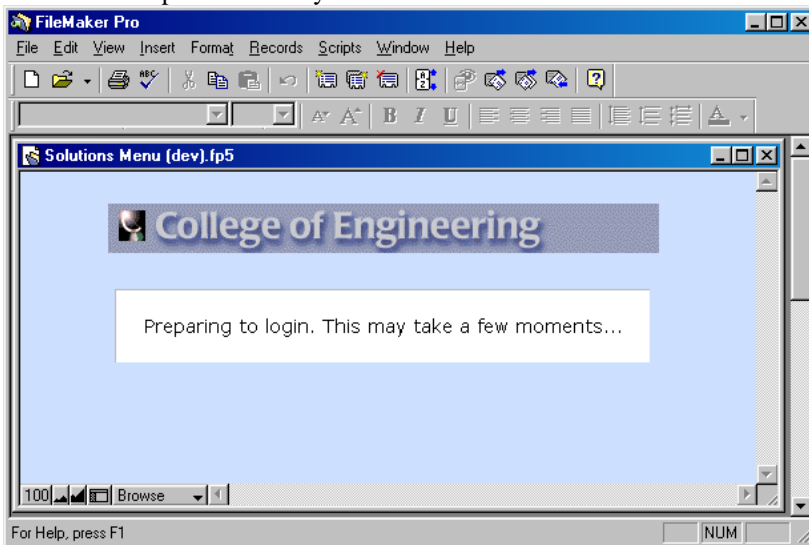 FileMaker Pro
File Edit View Insert Format Records Scripts Window Help
ABC
B I U
Solutions Menu (dev).fp5
College of Engineering
Preparing to login. This may take a few moments...
100 Browse
For Help, press F1 NUM